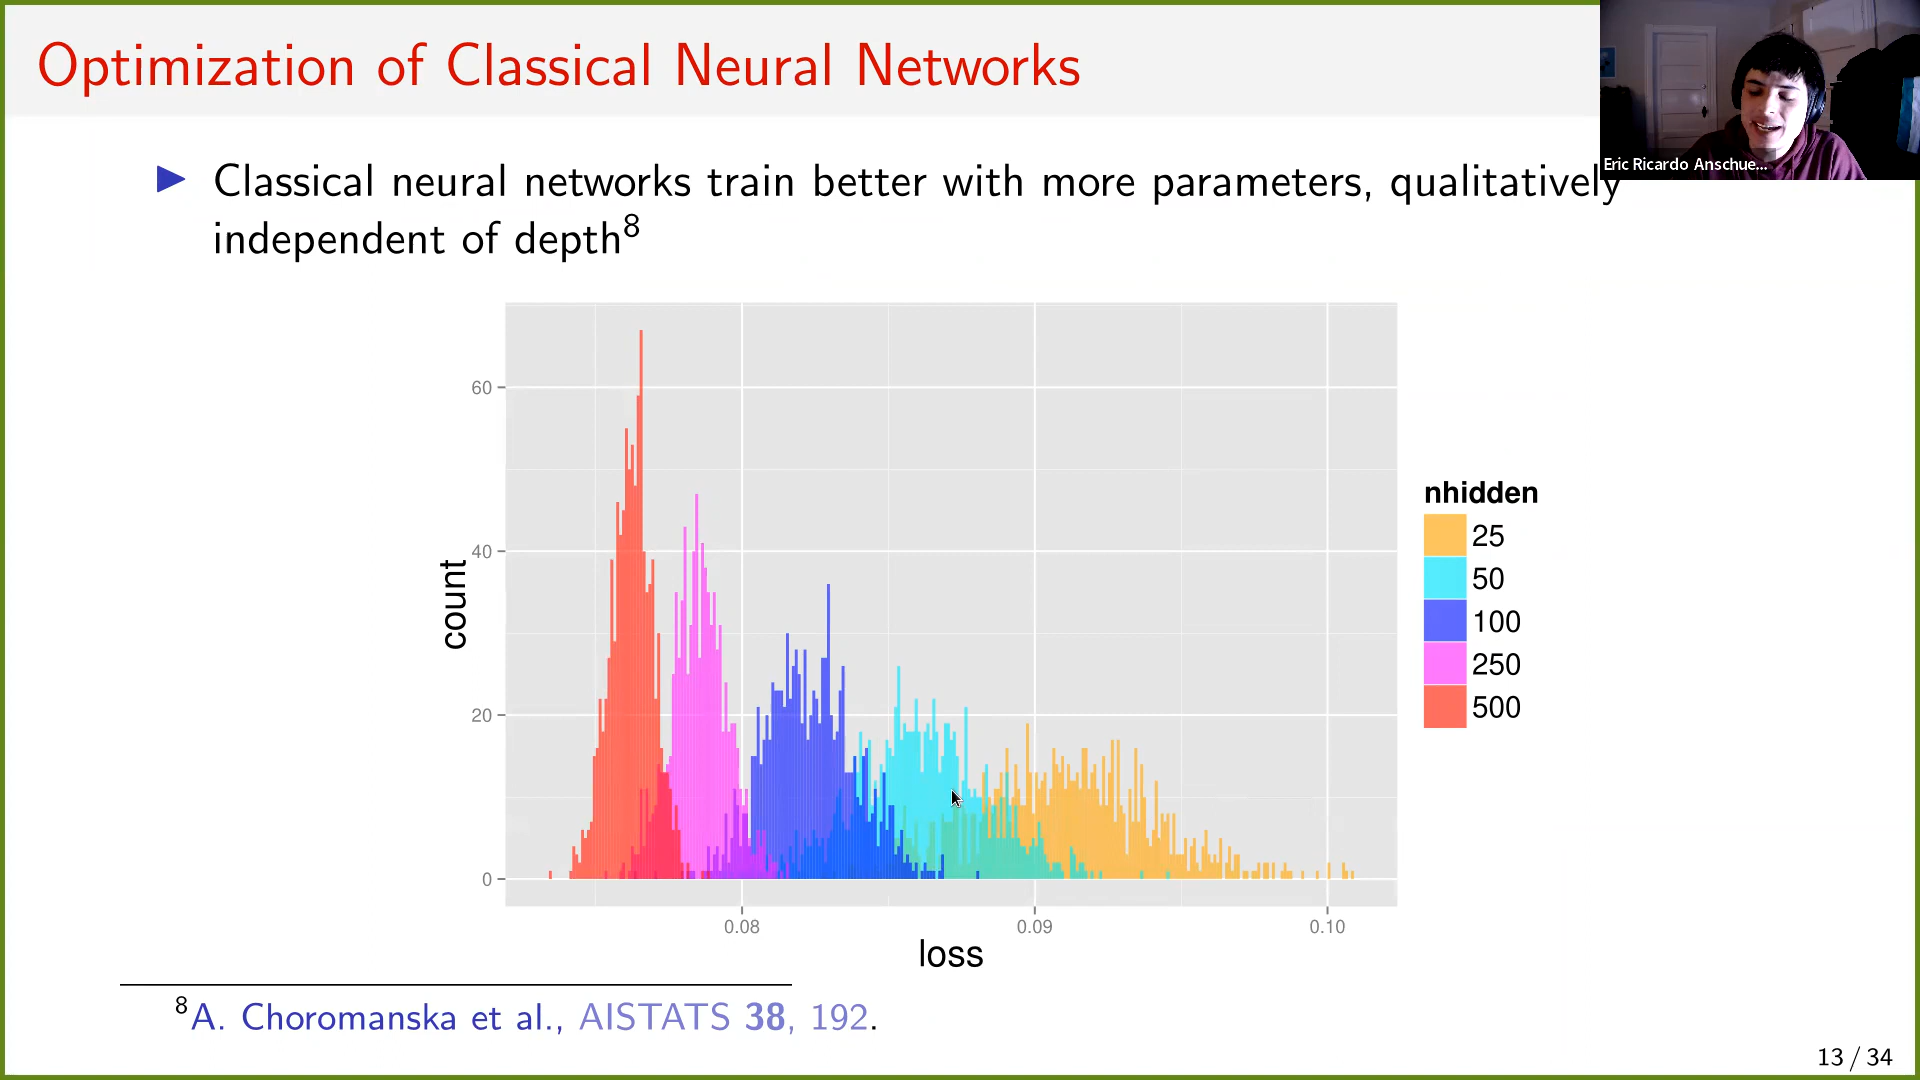 Optimization of Classical Neural Networks
Eric Ricardo Anschue...
Classical neural networks train better with more parameters, qualitatively
independent of depth8
60
40
20
0
count
0.08 0.09 0.10
loss
nhidden
25
50
100
250
500
8A. Choromanska et al., AISTATS 38, 192.
13 / 34